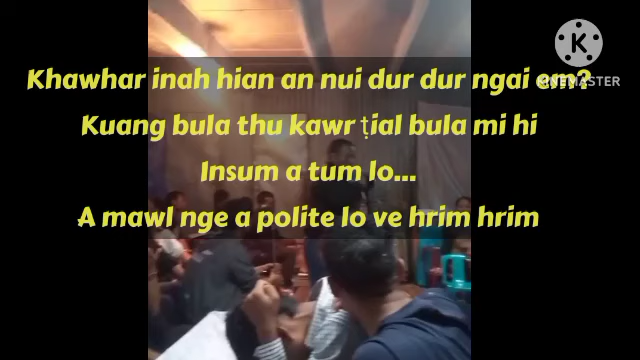 Khawhar inah hian an nui dur dur ngai em?
Kuang bula thu kawr ṭial bula mi hi
Insum a tum lo...
A mawl nge a polite lo ve hrim hrim
K
KINEMASTER